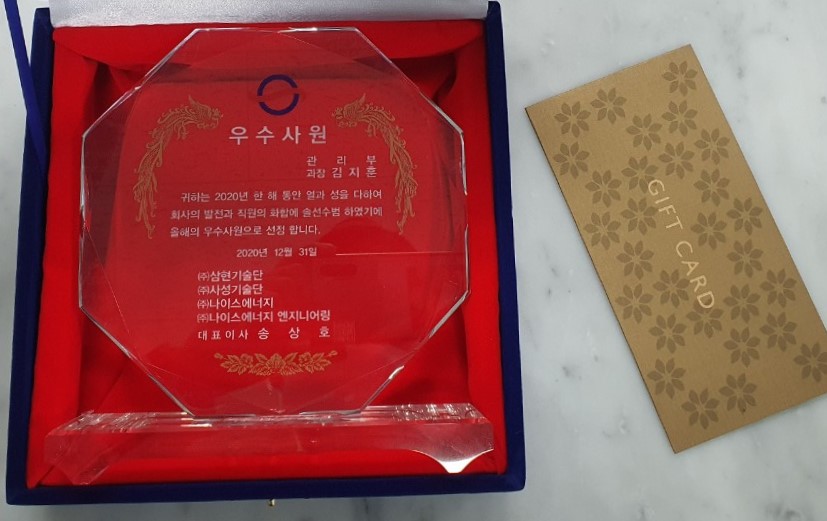 우수사원
관 리 부
과장 김 지 훈
귀하는 2020년 한 해 동안 열과 성을 다하여
회사의 발전과 직원의 화합에 솔선수범 하였기에
올해의 우수사원으로 선정 합니다.
2020년 12월 31일
㈜삼현기술단
㈜사성기술단
㈜나이스에너지
㈜나이스에너지 엔지니어링
대표이사 송 상 호
GIFT CARD